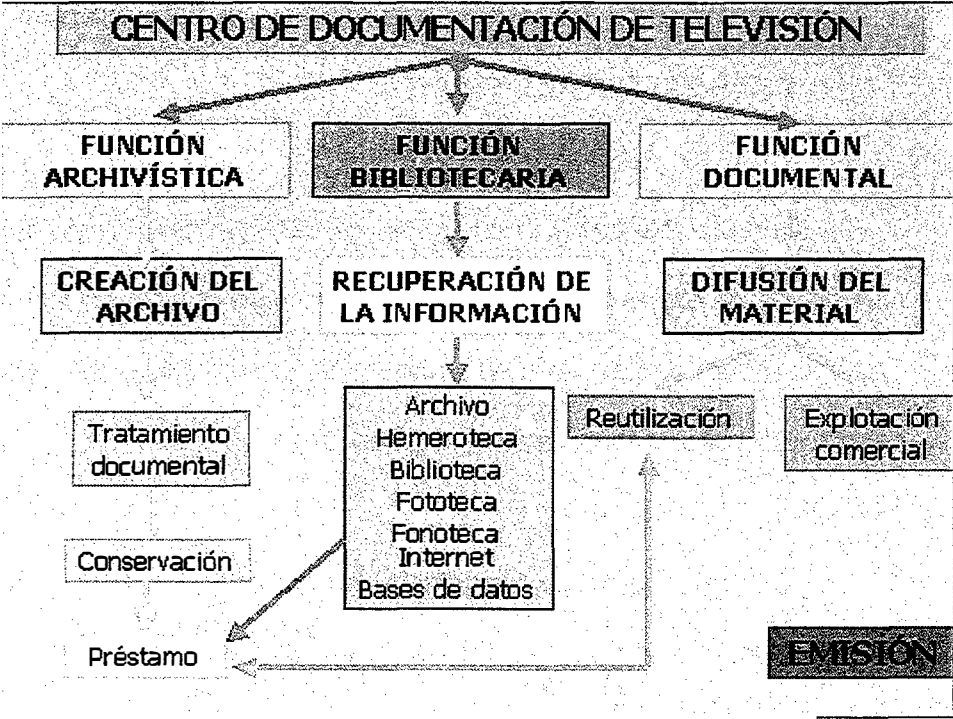 CENTRO DE DOCUMENTACIÓN DE TELEVISIÓN
FUNCIÓN
ARCHIVÍSTICA
FUNCIÓN
BIBLIOTECARIA
FUNCIÓN
DOCUMENTAL
CREACIÓN DEL
ARCHIVO
RECUPERACIÓN DE
LA INFORMACIÓN
DIFUSIÓN DEL
MATERIAL
Tratamiento
documental
Conservación
Préstamo
Archivo
Hemeroteca
Biblioteca
Fototeca
Fonoteca
Internet
Bases de datos
Reutilización
Explotación
comercial
EMISIÓN